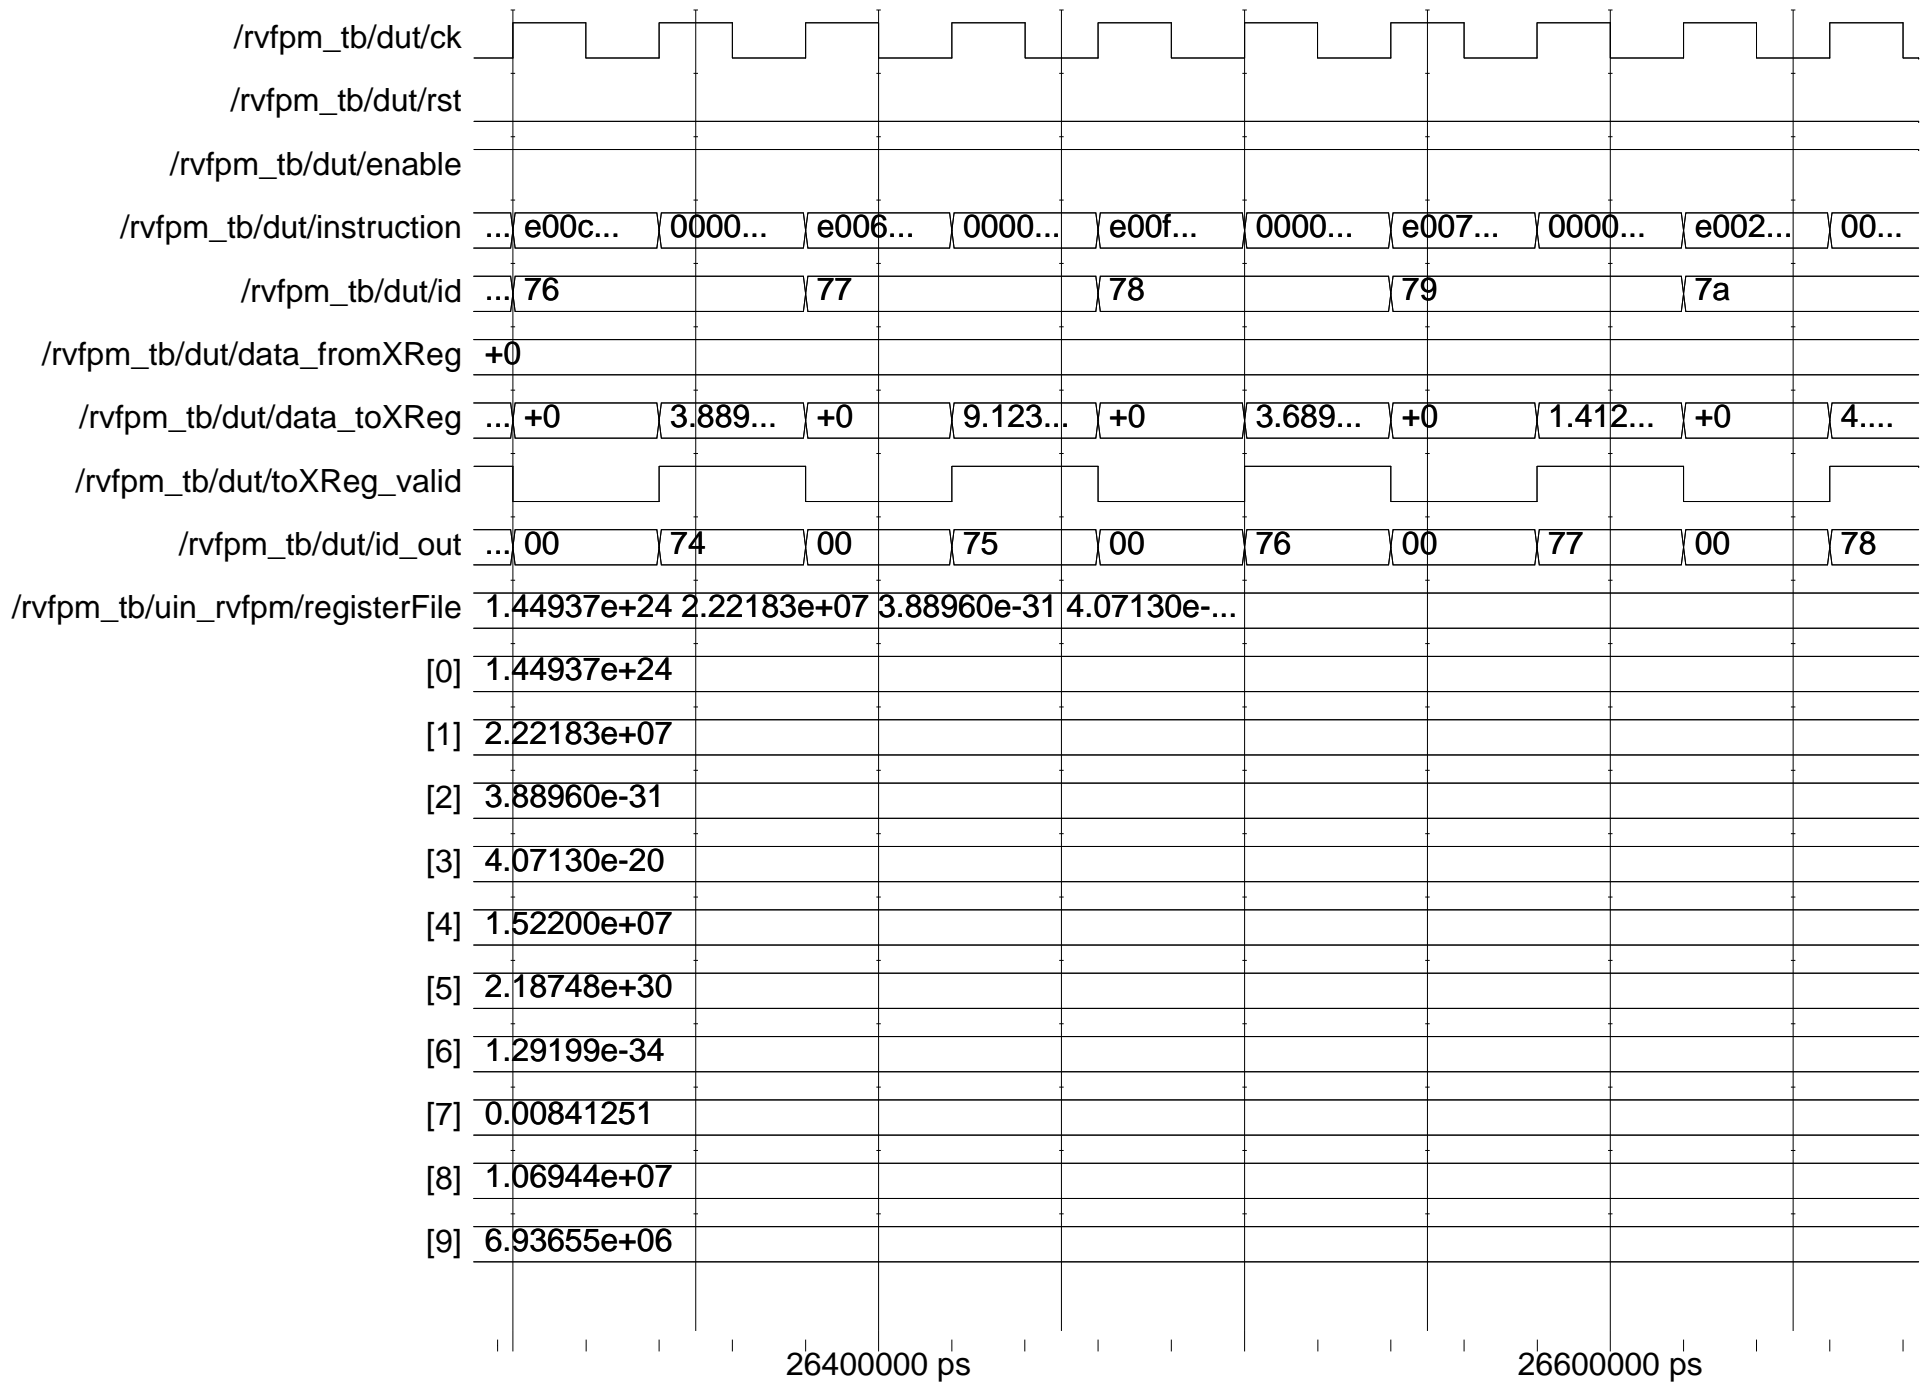 /rvfpm_tb/dut/ck
/rvfpm_tb/dut/rst
/rvfpm_tb/dut/enable
/rvfpm_tb/dut/instruction ... e00c... 0000... e006... 0000... e00f... 0000... e007... 0000... e002... 00...
/rvfpm_tb/dut/id ... 76 77 78 79 7a
/rvfpm_tb/dut/data_fromXReg +0
/rvfpm_tb/dut/data_toXReg ... +0 3.889... +0 9.123... +0 3.689... +0 1.412... +0 4....
/rvfpm_tb/dut/toXReg_valid
/rvfpm_tb/dut/id_out ... 00 74 00 75 00 76 00 77 00 78
/rvfpm_tb/uin_rvfpm/registerFile 1.44937e+24 2.22183e+07 3.88960e-31 4.07130e-...
[0] 1.44937e+24
[1] 2.22183e+07
[2] 3.88960e-31
[3] 4.07130e-20
[4] 1.52200e+07
[5] 2.18748e+30
[6] 1.29199e-34
[7] 0.00841251
[8] 1.06944e+07
[9] 6.93655e+06
26400000 ps 26600000 ps